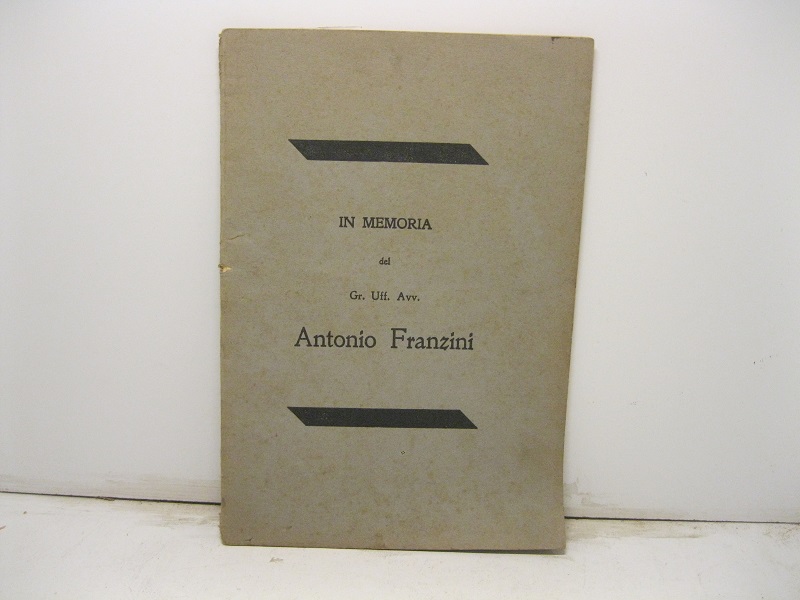 IN MEMORIA
del
Gr. Uff. Avv.
Antonio Franzini